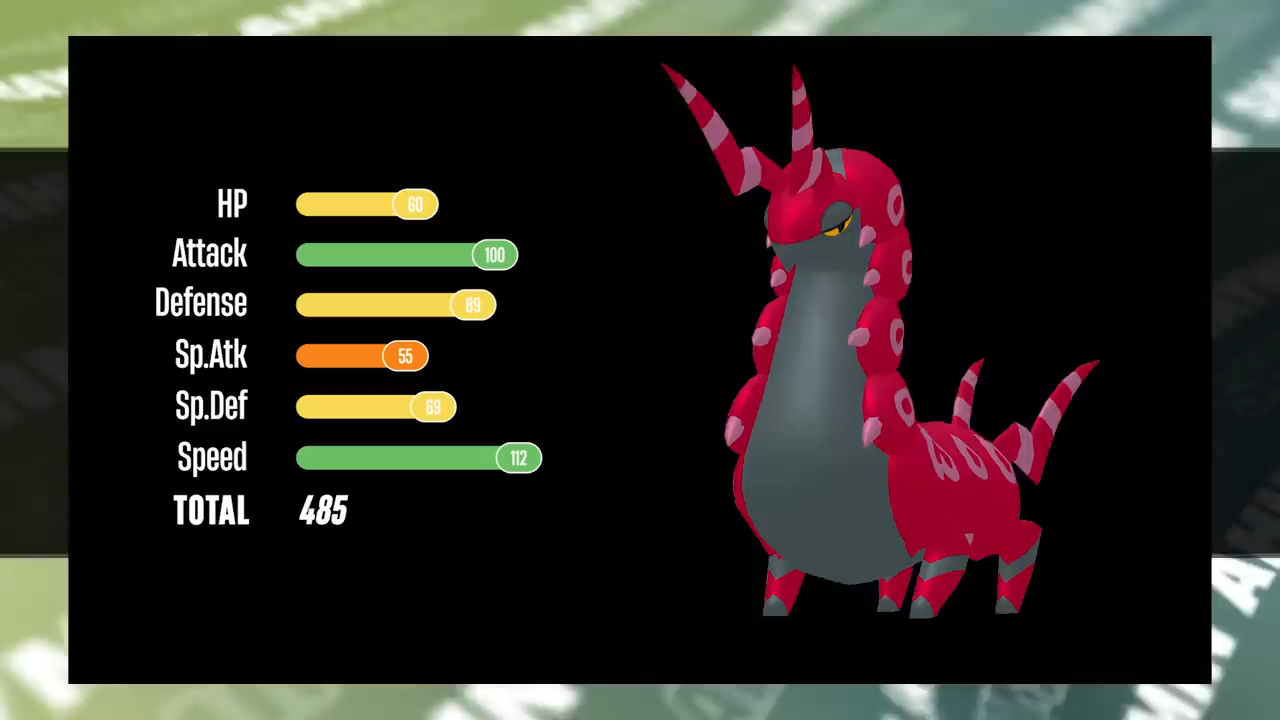 HP 60
Attack 100
Defense 89
Sp.Atk 55
Sp.Def 69
Speed 112
TOTAL 485